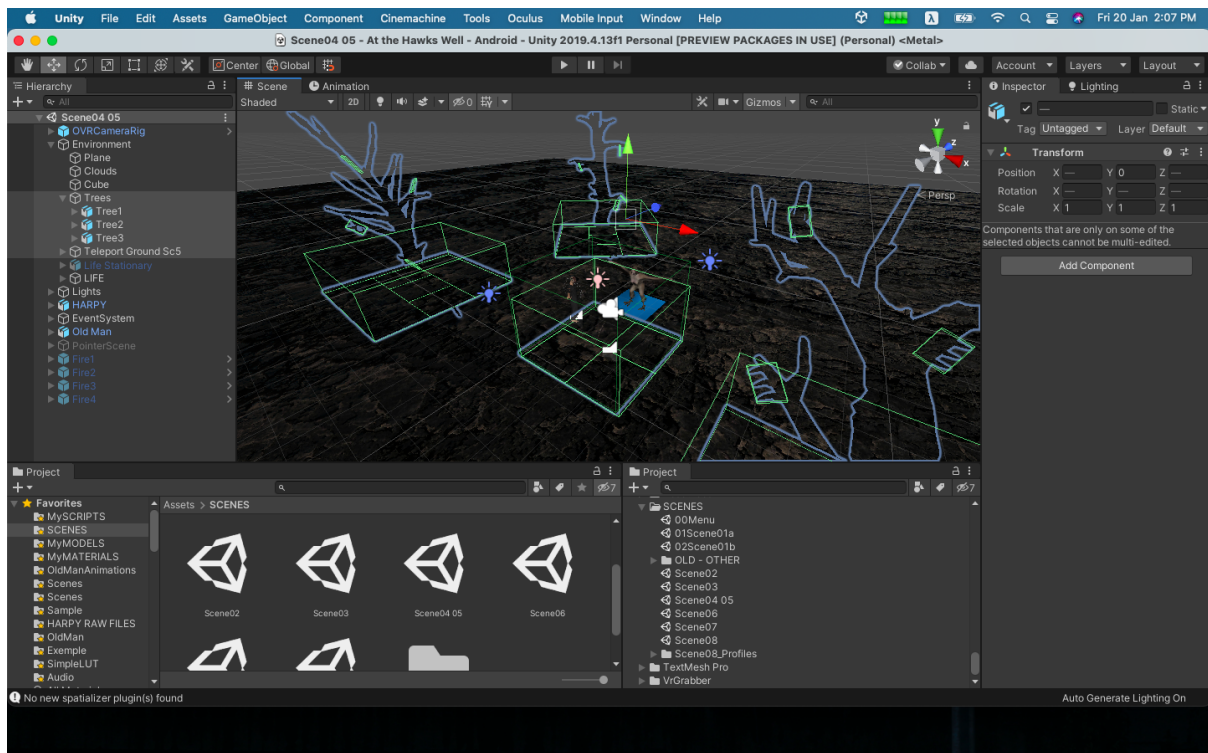 Unity File Edit Assets GameObject Component Cinemachine Tools Oculus Mobile Input Window Help Fri 20 Jan 2:07 PM
Scene04 05 - At the Hawks Well - Android - Unity 2019.4.13f1 Personal [PREVIEW PACKAGES IN USE] (Personal) <Metal>
Center Global Collab Account Layers Layout
Hierarchy
All
Scene04 05
OVRCameraRig
Environment
Plane
Clouds
Cube
Trees
Tree1
Tree2
Tree3
Teleport Ground Sc5
Life Stationary
LIFE
Lights
HARPY
EventSystem
Old Man
PointerScene
Fire1
Fire2
Fire3
Fire4
Scene Animation
Shaded 2D 0 Gizmos All
y
z
x
Persp
Inspector Lighting
— Static
Tag Untagged Layer Default
Transform
Position X — Y 0 Z —
Rotation X — Y — Z —
Scale X 1 Y 1 Z 1
Components that are only on some of the
selected objects cannot be multi-edited.
Add Component
Project
7
Favorites
MySCRIPTS
SCENES
MyMODELS
MyMATERIALS
OldManAnimations
Scenes
Scenes
Sample
HARPY RAW FILES
OldMan
Exemple
SimpleLUT
Audio
Assets > SCENES
Scene02 Scene03 Scene04 05 Scene06
Project
7
SCENES
00Menu
01Scene01a
02Scene01b
OLD - OTHER
Scene02
Scene03
Scene04 05
Scene06
Scene07
Scene08
Scene08_Profiles
TextMesh Pro
VrGrabber
No new spatializer plugin(s) found
Auto Generate Lighting On